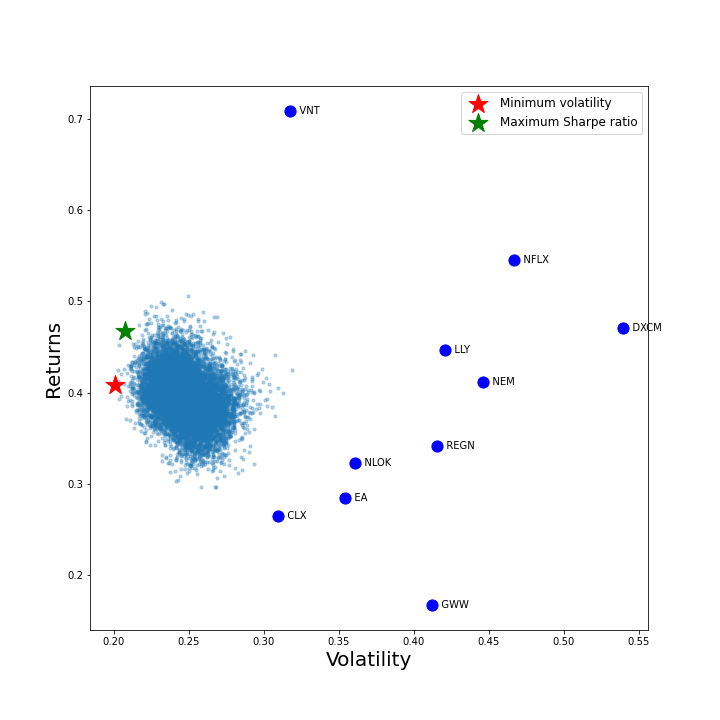 Minimum volatility
Maximum Sharpe ratio
VNT
NFLX
DXCM
LLY
NEM
REGN
NLOK
EA
CLX
GWW
Returns
0.7
0.6
0.5
0.4
0.3
0.2
0.20 0.25 0.30 0.35 0.40 0.45 0.50 0.55
Volatility